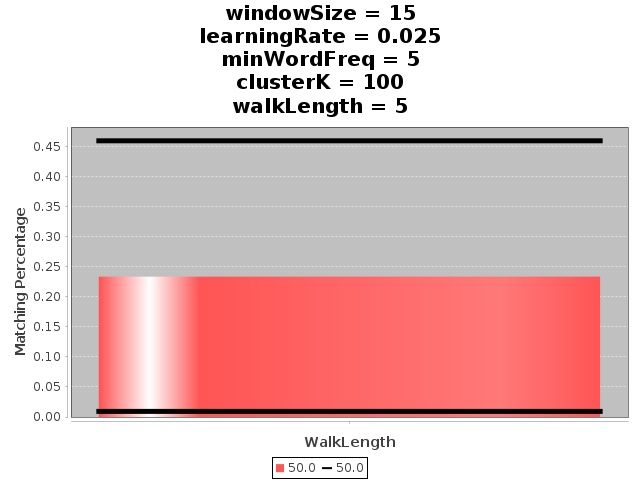 windowSize = 15
learningRate = 0.025
minWordFreq = 5
clusterK = 100
walkLength = 5
Matching Percentage
0.45
0.40
0.35
0.30
0.25
0.20
0.15
0.10
0.05
0.00
WalkLength
50.0 50.0